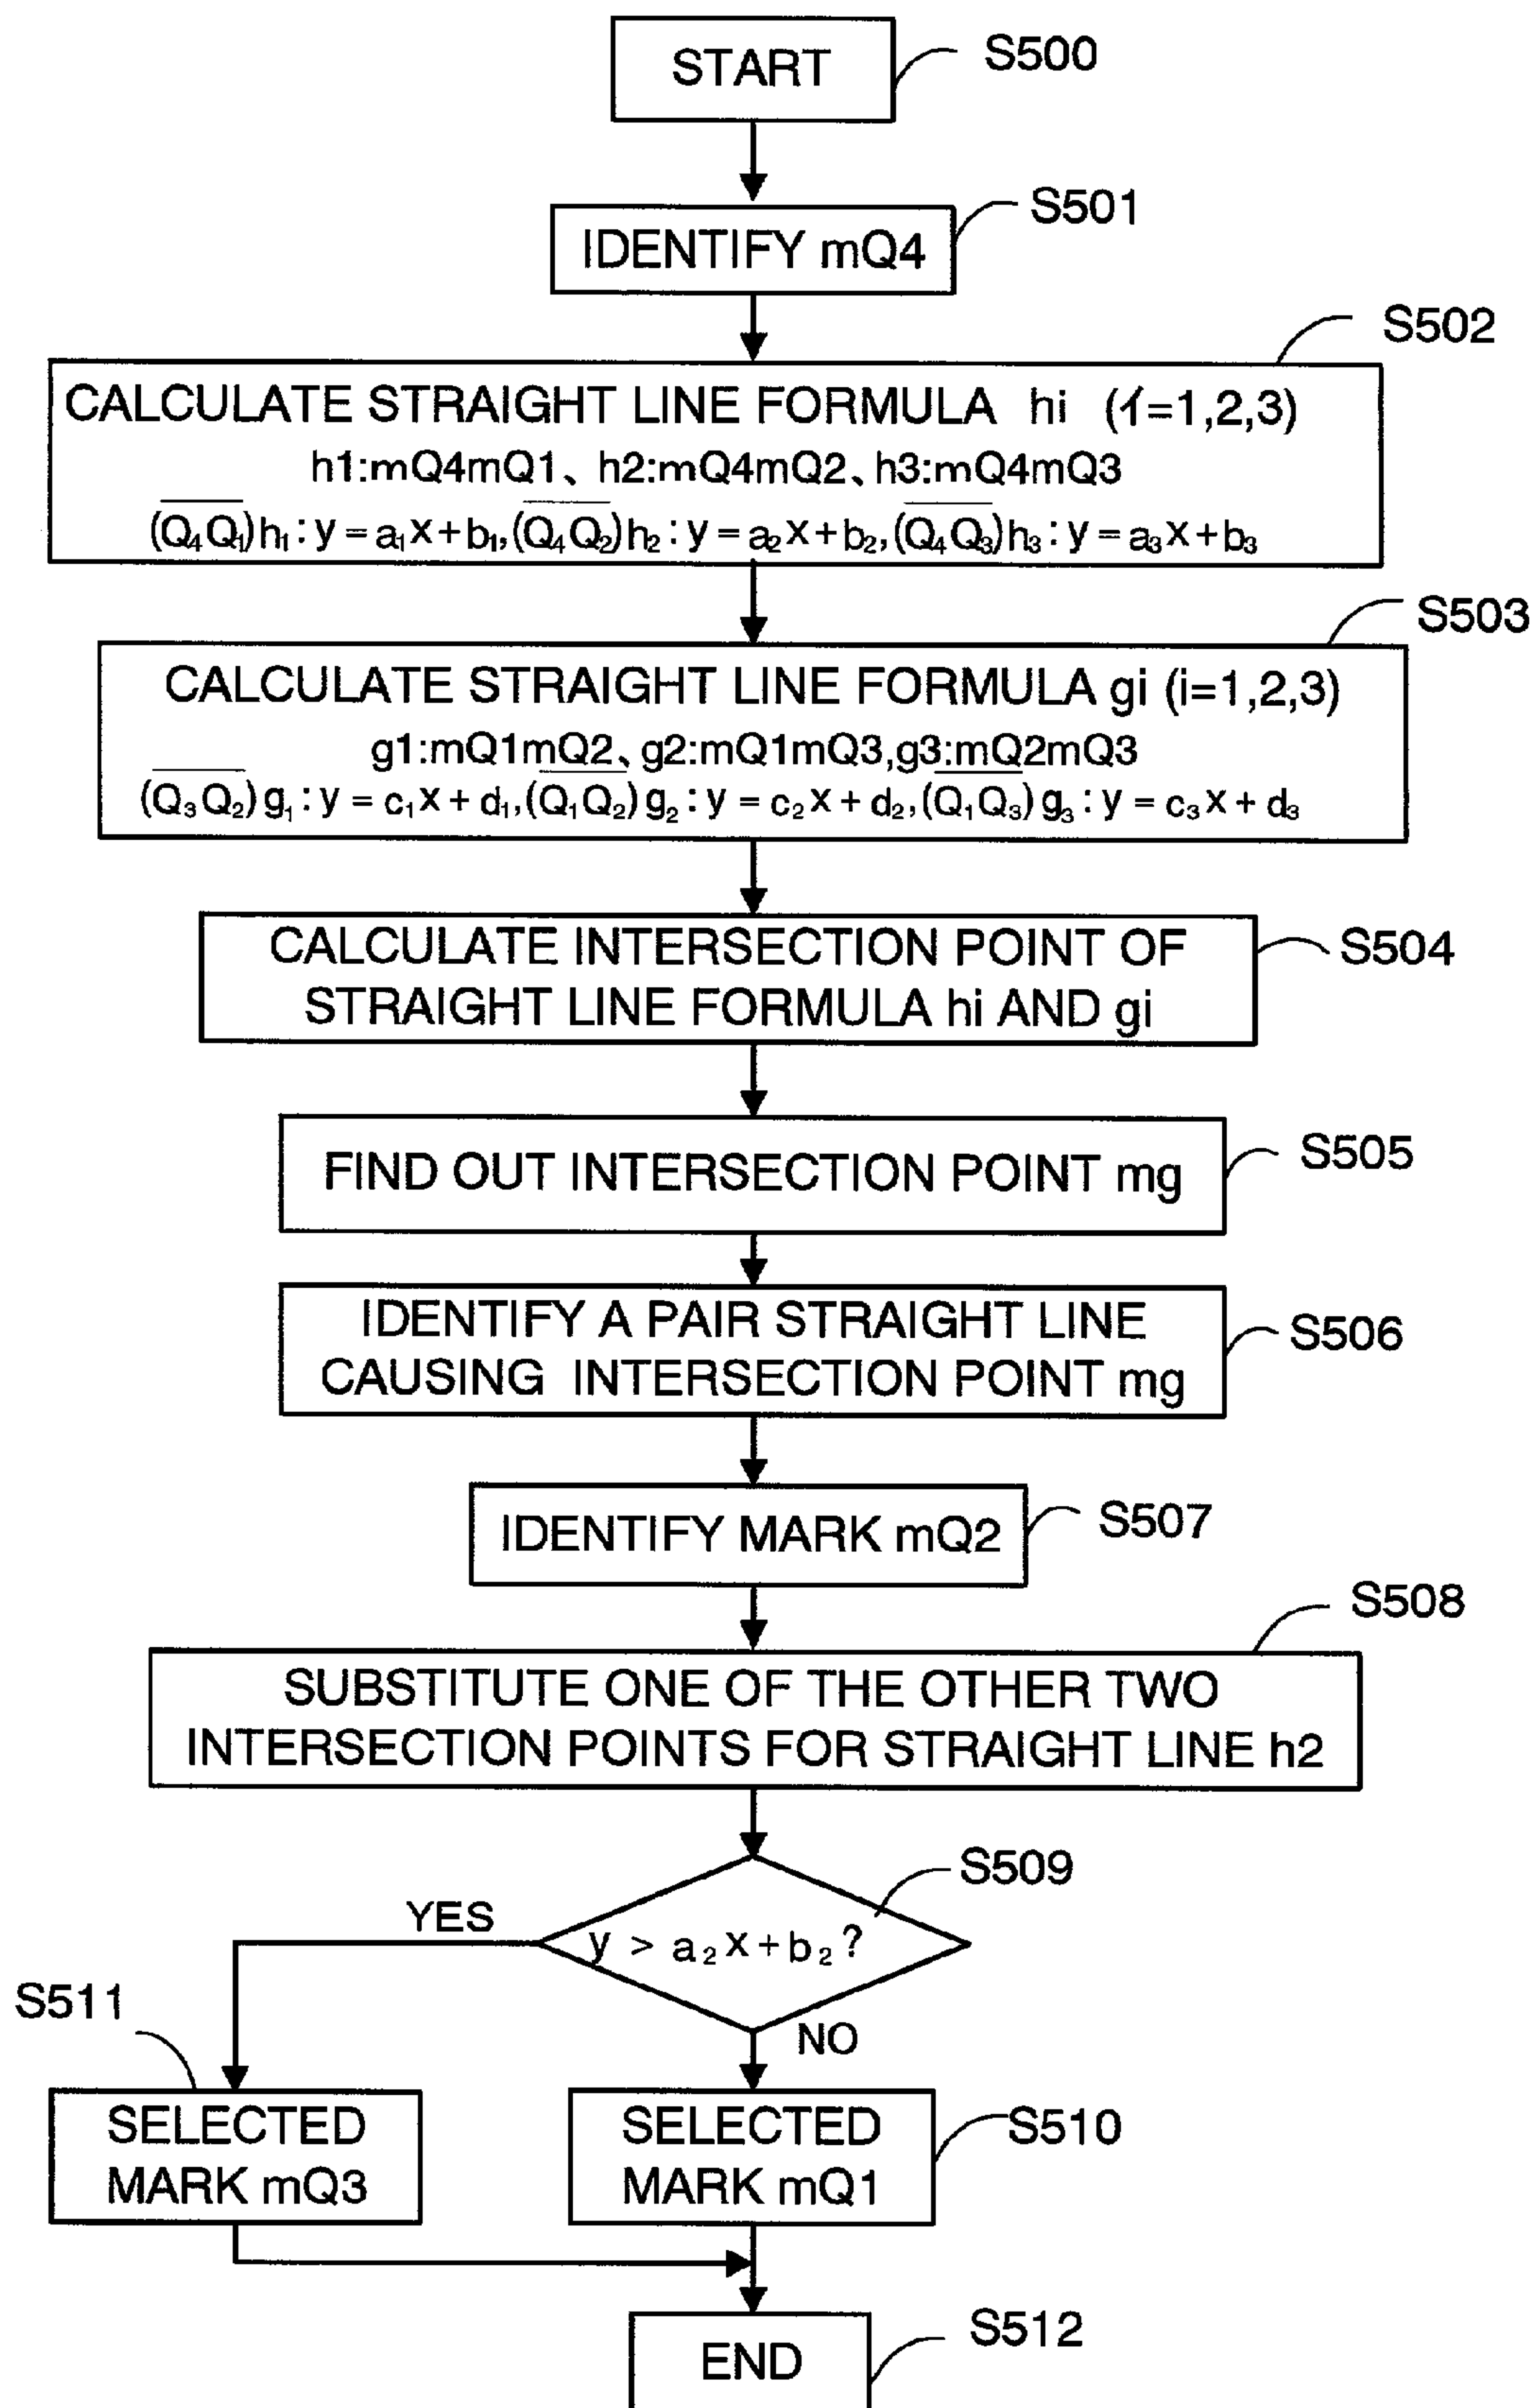 START
S500
IDENTIFY mQ4
S501
S502
CALCULATE STRAIGHT LINE FORMULA hi (イ=1,2,3)
h1:mQ4mQ1、h2:mQ4mQ2、h3:mQ4mQ3
(Q₄Q₁)h₁:y=a₁x+b₁,(Q₄Q₂)h₂:y=a₂x+b₂,(Q₄Q₃)h₃:y=a₃x+b₃
S503
CALCULATE STRAIGHT LINE FORMULA gi (i=1,2,3)
g1:mQ1mQ2、g2:mQ1mQ3,g3:mQ2mQ3
(Q₃Q₂)g₁:y=c₁x+d₁,(Q₁Q₂)g₂:y=c₂x+d₂,(Q₁Q₃)g₃:y=c₃x+d₃
CALCULATE INTERSECTION POINT OF
STRAIGHT LINE FORMULA hi AND gi
S504
FIND OUT INTERSECTION POINT mg
S505
IDENTIFY A PAIR STRAIGHT LINE
CAUSING INTERSECTION POINT mg
S506
IDENTIFY MARK mQ2
S507
S508
SUBSTITUTE ONE OF THE OTHER TWO
INTERSECTION POINTS FOR STRAIGHT LINE h2
S509
YES
y > a₂x+b₂?
S511
NO
SELECTED
MARK mQ3
SELECTED
MARK mQ1
S510
END
S512